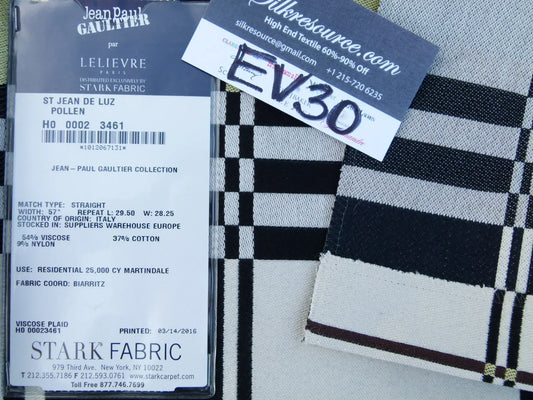 Jean Paul
GAULTIER
par
LELIEVRE
PARIS
DISTRIBUTED EXCLUSIVELY BY
STARK FABRIC
ST JEAN DE LUZ
POLLEN
H0 0002 3461
*1012067131*
JEAN-PAUL GAULTIER COLLECTION
MATCH TYPE: STRAIGHT
WIDTH: 57" REPEAT L: 29.50 W: 28.25
COUNTRY OF ORIGIN: ITALY
STOCKED IN: SUPPLIERS WAREHOUSE EUROPE
54% VISCOSE 37% COTTON
9% NYLON
USE: RESIDENTIAL 25,000 CY MARTINDALE
FABRIC COORD: BIARRITZ
VISCOSE PLAID
H0 00023461 PRINTED: 03/14/2016
STARK FABRIC
979 Third Ave. New York, NY 10022
T 212.355.7186 F 212.593.0761 www.starkcarpet.com
Toll Free 877.746.7699
Silkresource.com
High End Textile 60%-90% Off
silkresource@gmail.com +1 215-720 6235
EV30